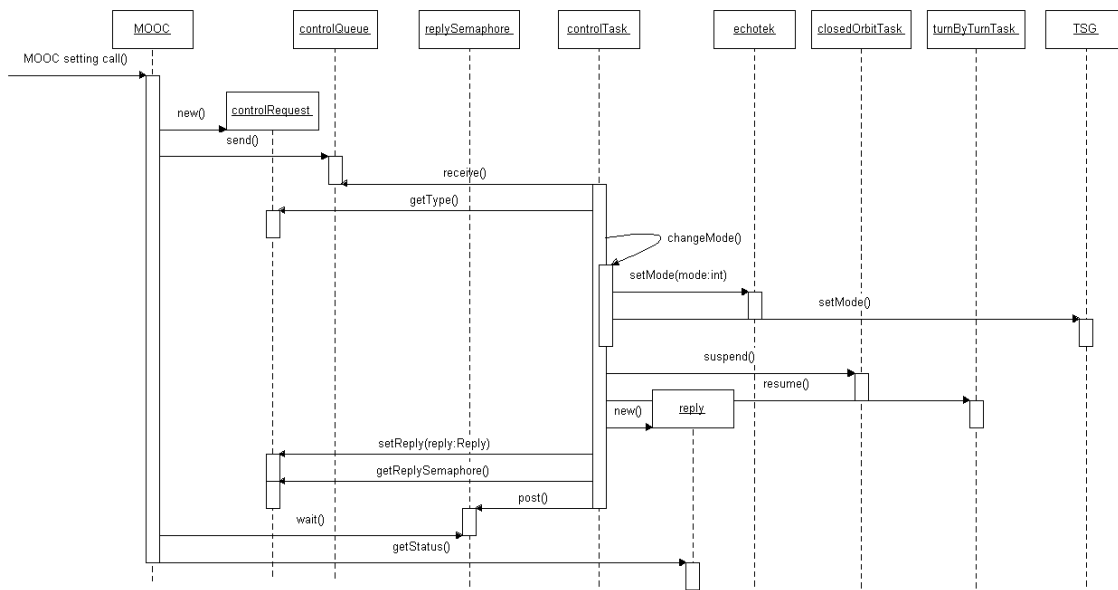 MOOC
controlQueue
replySemaphore
controlTask
echotek
closedOrbitTask
turnByTurnTask
TSG
MOOC setting call()
new()
controlRequest
send()
receive()
getType()
changeMode()
setMode(mode:int)
setMode()
suspend()
resume()
new()
reply
setReply(reply:Reply)
getReplySemaphore()
post()
wait()
getStatus()